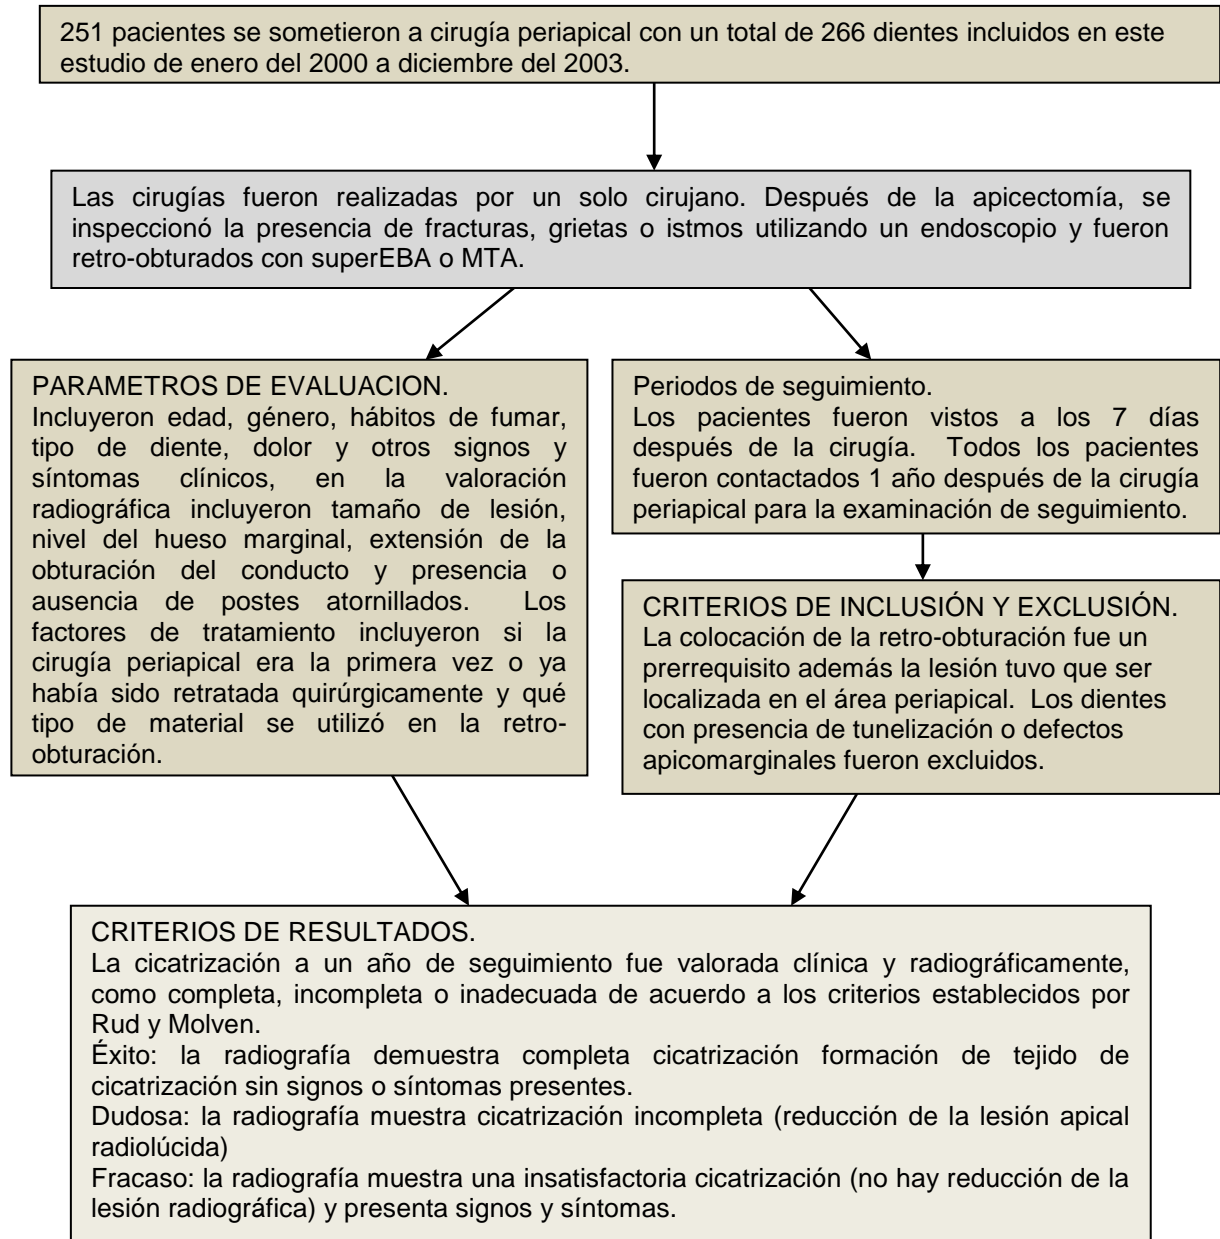 251 pacientes se sometieron a cirugía periapical con un total de 266 dientes incluidos en este
estudio de enero del 2000 a diciembre del 2003.
Las cirugías fueron realizadas por un solo cirujano. Después de la apicectomía, se
inspeccionó la presencia de fracturas, grietas o istmos utilizando un endoscopio y fueron
retro-obturados con superEBA o MTA.
PARAMETROS DE EVALUACION.
Incluyeron edad, género, hábitos de fumar,
tipo de diente, dolor y otros signos y
síntomas clínicos, en la valoración
radiográfica incluyeron tamaño de lesión,
nivel del hueso marginal, extensión de la
obturación del conducto y presencia o
ausencia de postes atornillados. Los
factores de tratamiento incluyeron si la
cirugía periapical era la primera vez o ya
había sido retratada quirúrgicamente y qué
tipo de material se utilizó en la retro-
obturación.
Periodos de seguimiento.
Los pacientes fueron vistos a los 7 días
después de la cirugía. Todos los pacientes
fueron contactados 1 año después de la cirugía
periapical para la examinación de seguimiento.
CRITERIOS DE INCLUSIÓN Y EXCLUSIÓN.
La colocación de la retro-obturación fue un
prerrequisito además la lesión tuvo que ser
localizada en el área periapical. Los dientes
con presencia de tunelización o defectos
apicomarginales fueron excluidos.
CRITERIOS DE RESULTADOS.
La cicatrización a un año de seguimiento fue valorada clínica y radiográficamente,
como completa, incompleta o inadecuada de acuerdo a los criterios establecidos por
Rud y Molven.
Éxito: la radiografía demuestra completa cicatrización formación de tejido de
cicatrización sin signos o síntomas presentes.
Dudosa: la radiografía muestra cicatrización incompleta (reducción de la lesión apical
radiolúcida)
Fracaso: la radiografía muestra una insatisfactoria cicatrización (no hay reducción de la
lesión radiográfica) y presenta signos y síntomas.